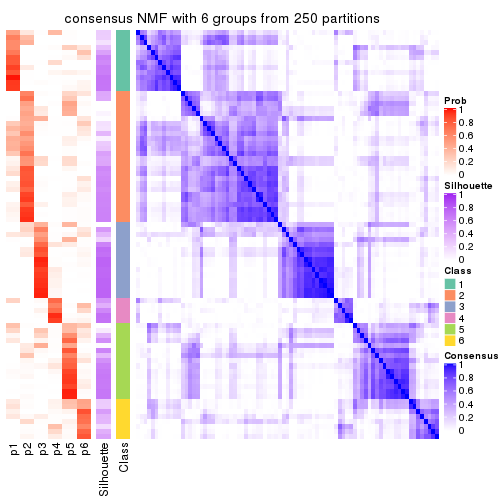 consensus NMF with 6 groups from 250 partitions
Prob
0.8
0.6
0.4
0.2
0
Silhouette
1
0.8
0.6
0.4
0.2
0
Class
1
2
3
4
5
6
Consensus
1
0.8
0.6
0.4
0.2
0
p1
p2
p3
p4
p5
p6
Silhouette
Class